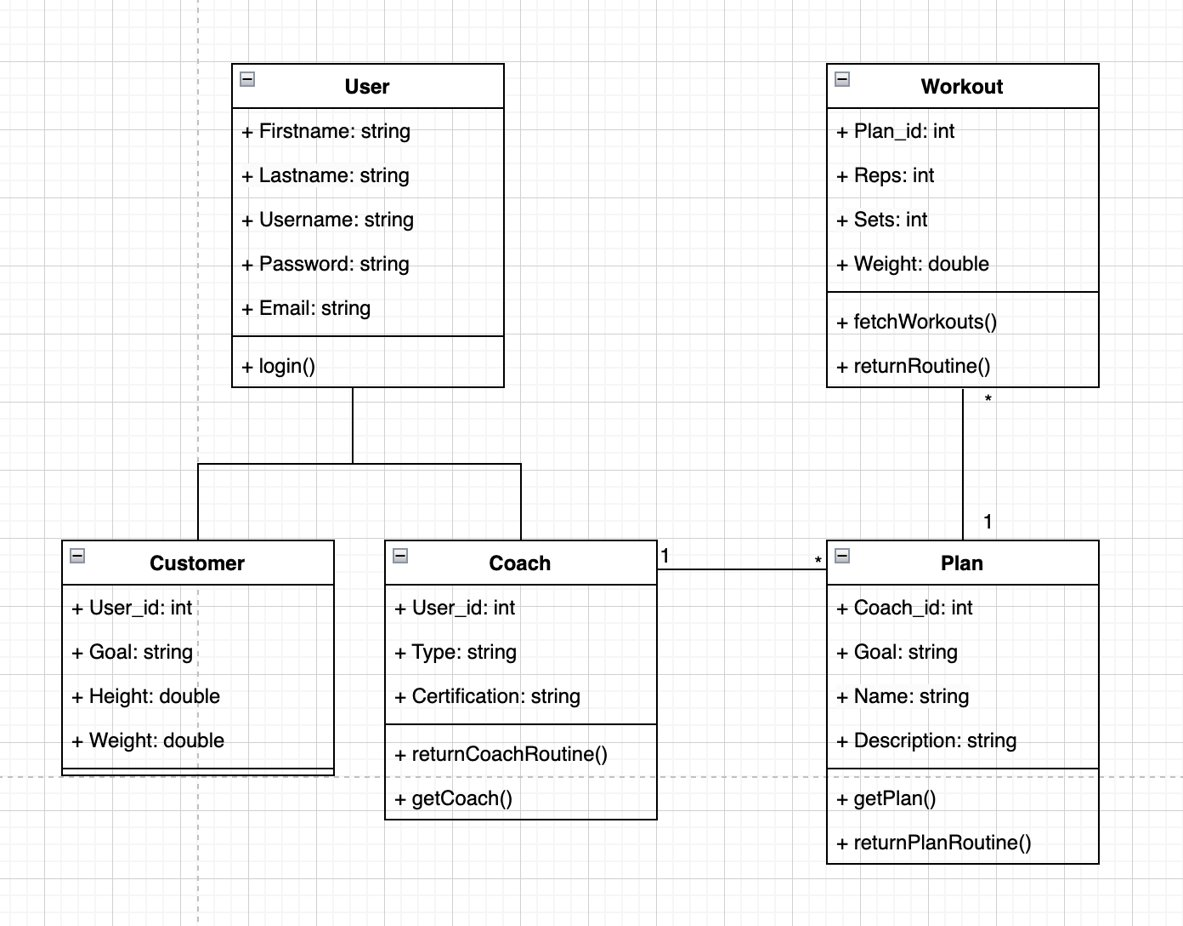 User
+ Firstname: string
+ Lastname: string
+ Username: string
+ Password: string
+ Email: string
+ login()
Workout
+ Plan_id: int
+ Reps: int
+ Sets: int
+ Weight: double
+ fetchWorkouts()
+ returnRoutine()
*
1
Customer
+ User_id: int
+ Goal: string
+ Height: double
+ Weight: double
Coach
+ User_id: int
+ Type: string
+ Certification: string
+ returnCoachRoutine()
+ getCoach()
1
*
Plan
+ Coach_id: int
+ Goal: string
+ Name: string
+ Description: string
+ getPlan()
+ returnPlanRoutine()